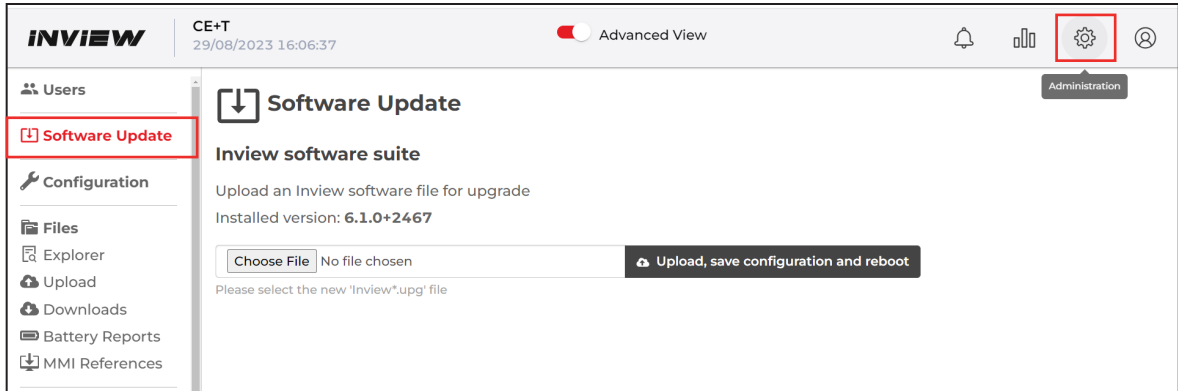 INVIEW
CE+T
29/08/2023 16:06:37
Advanced View
Administration
Users
Software Update
Configuration
Files
Explorer
Upload
Downloads
Battery Reports
MMI References
Software Update
Inview software suite
Upload an Inview software file for upgrade
Installed version: 6.1.0+2467
Choose File No file chosen
Upload, save configuration and reboot
Please select the new 'Inview*.upg' file